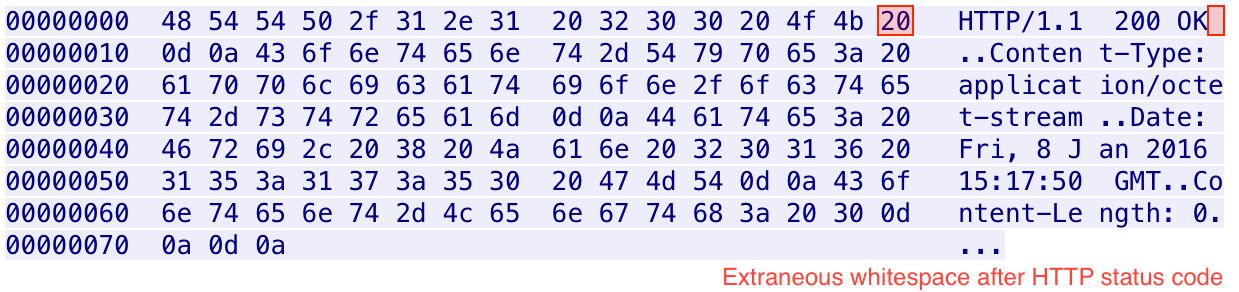 00000000  48 54 54 50 2f 31 2e 31  20 32 30 30 20 4f 4b 20  HTTP/1.1  200 OK
00000010  0d 0a 43 6f 6e 74 65 6e  74 2d 54 79 70 65 3a 20  ..Conten t-Type:
00000020  61 70 70 6c 69 63 61 74  69 6f 6e 2f 6f 63 74 65  applicat ion/octe
00000030  74 2d 73 74 72 65 61 6d  0d 0a 44 61 74 65 3a 20  t-stream ..Date:
00000040  46 72 69 2c 20 38 20 4a  61 6e 20 32 30 31 36 20  Fri, 8 J an 2016
00000050  31 35 3a 31 37 3a 35 30  20 47 4d 54 0d 0a 43 6f  15:17:50  GMT..Co
00000060  6e 74 65 6e 74 2d 4c 65  6e 67 74 68 3a 20 30 0d  ntent-Le ngth: 0.
00000070  0a 0d 0a  ...
Extraneous whitespace after HTTP status code